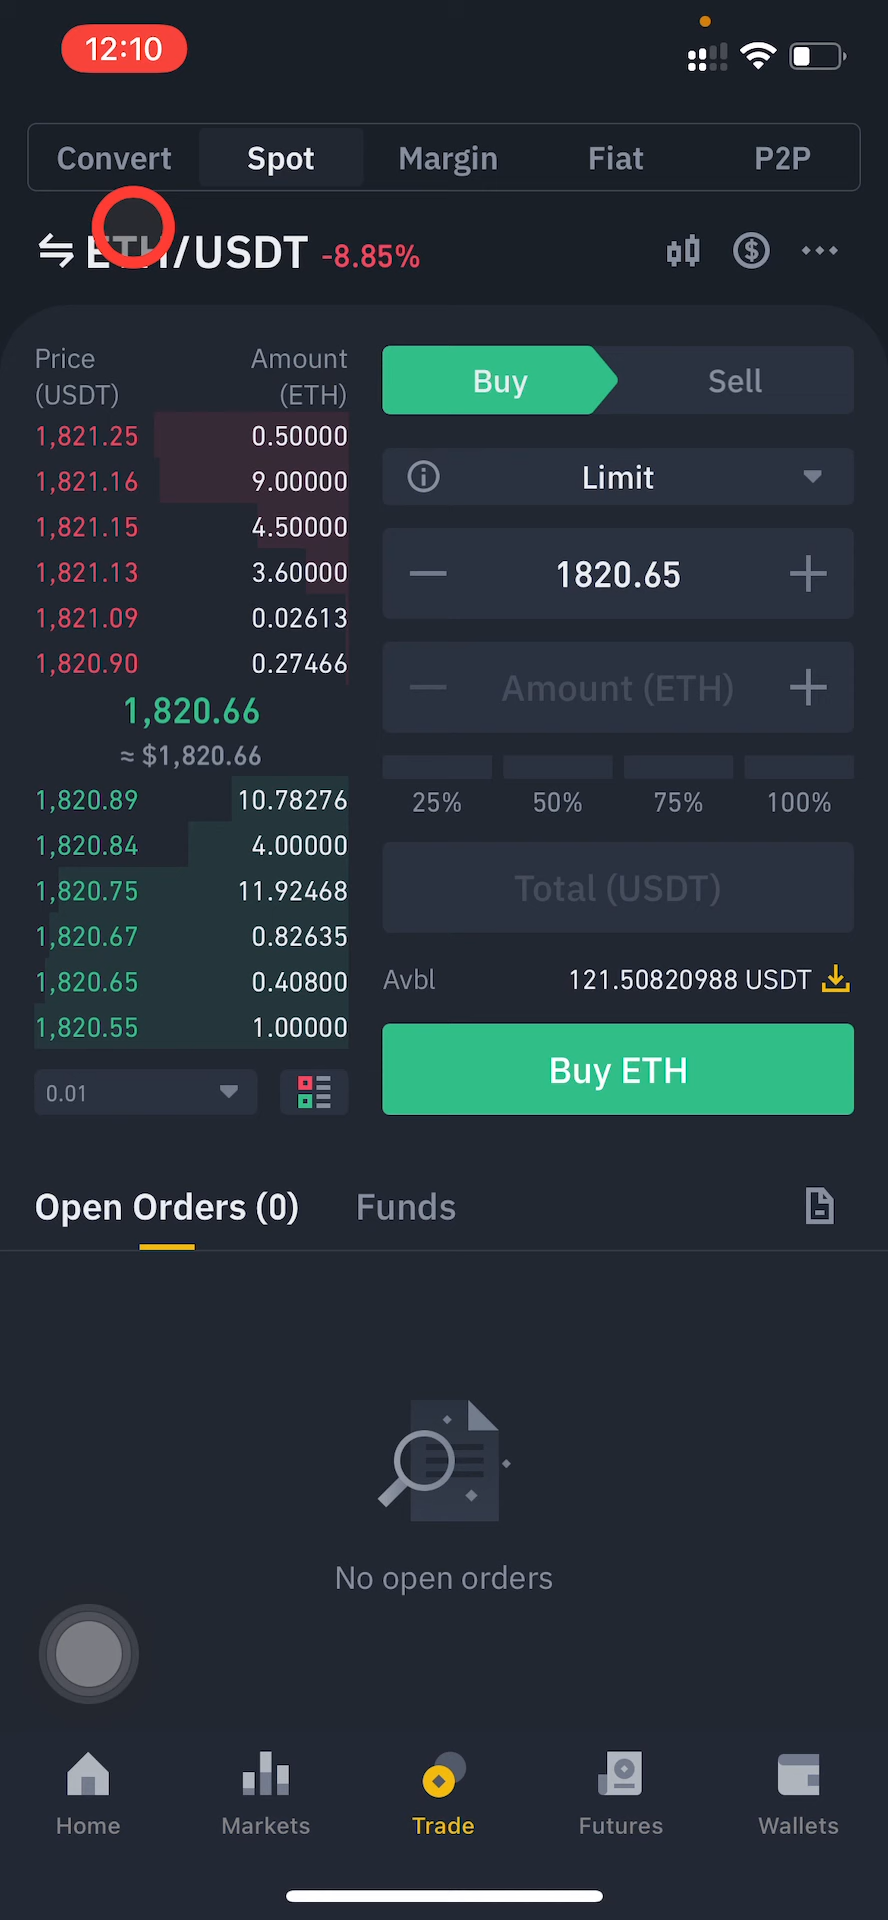 12:10
Convert Spot Margin Fiat P2P
ETH/USDT -8.85%
Price Amount
(USDT) (ETH)
1,821.25 0.50000
1,821.16 9.00000
1,821.15 4.50000
1,821.13 3.60000
1,821.09 0.02613
1,820.90 0.27466
1,820.66
≈ $1,820.66
1,820.89 10.78276
1,820.84 4.00000
1,820.75 11.92468
1,820.67 0.82635
1,820.65 0.40800
1,820.55 1.00000
0.01
Buy Sell
Limit
1820.65
Amount (ETH)
25% 50% 75% 100%
Total (USDT)
Avbl 121.50820988 USDT
Buy ETH
Open Orders (0) Funds
No open orders
Home Markets Trade Futures Wallets